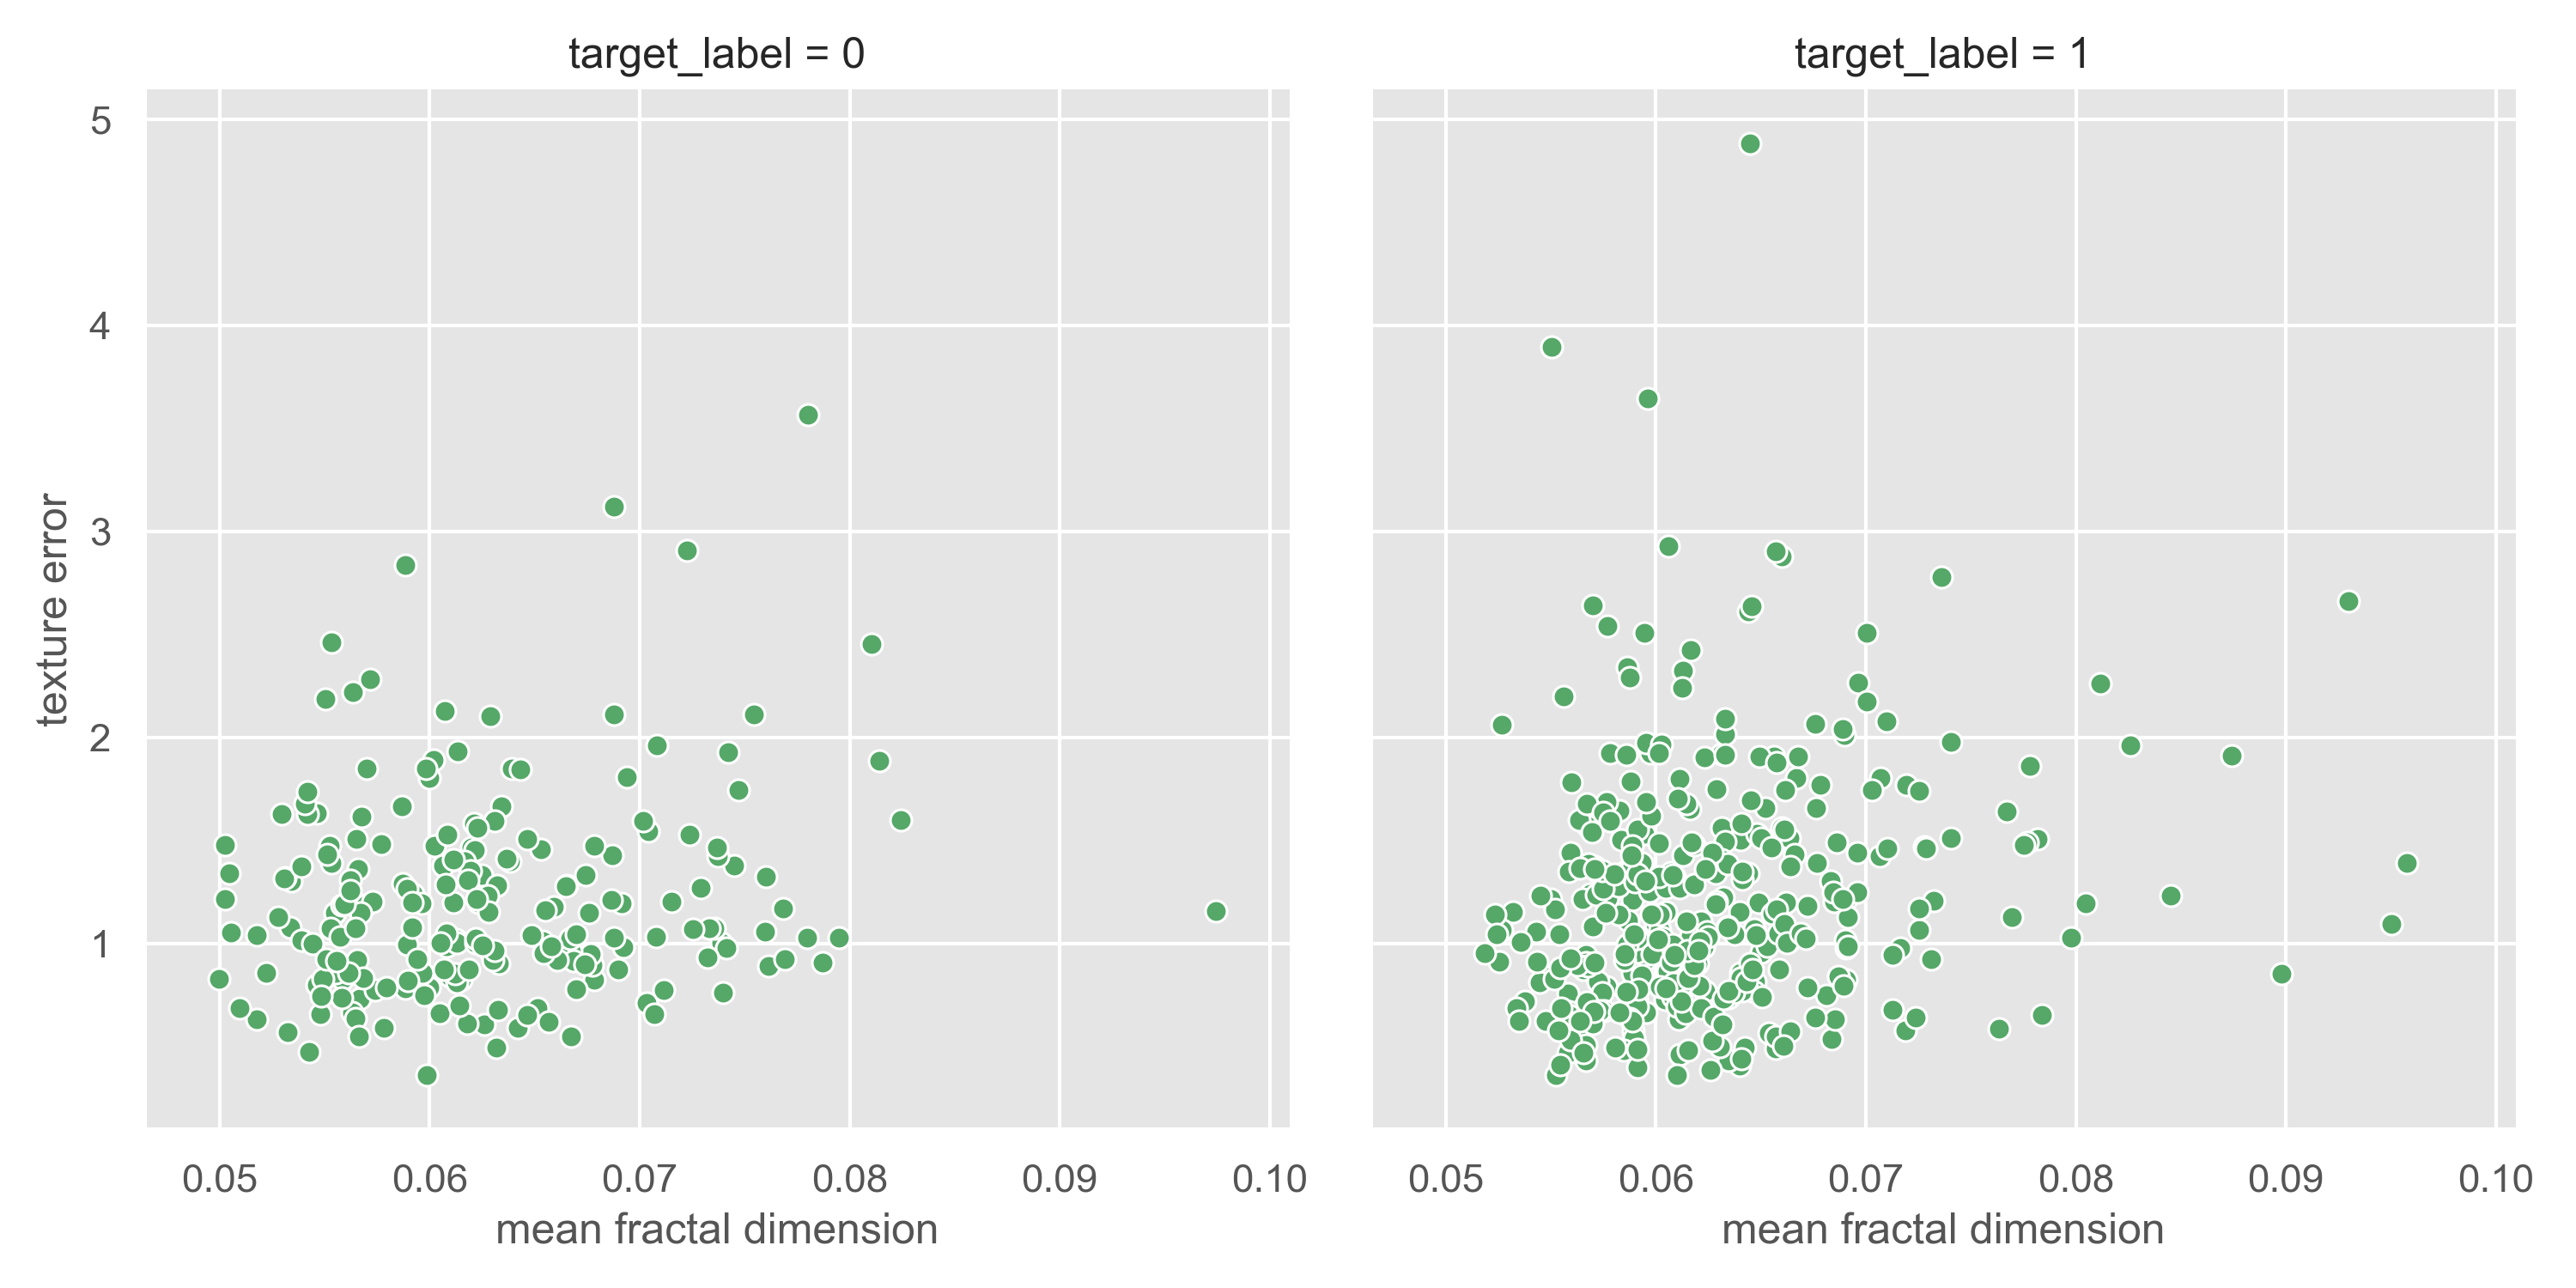 target_label = 0
target_label = 1
5
4
3
2
1
texture error
0.05 0.06 0.07 0.08 0.09 0.10
0.05 0.06 0.07 0.08 0.09 0.10
mean fractal dimension
mean fractal dimension